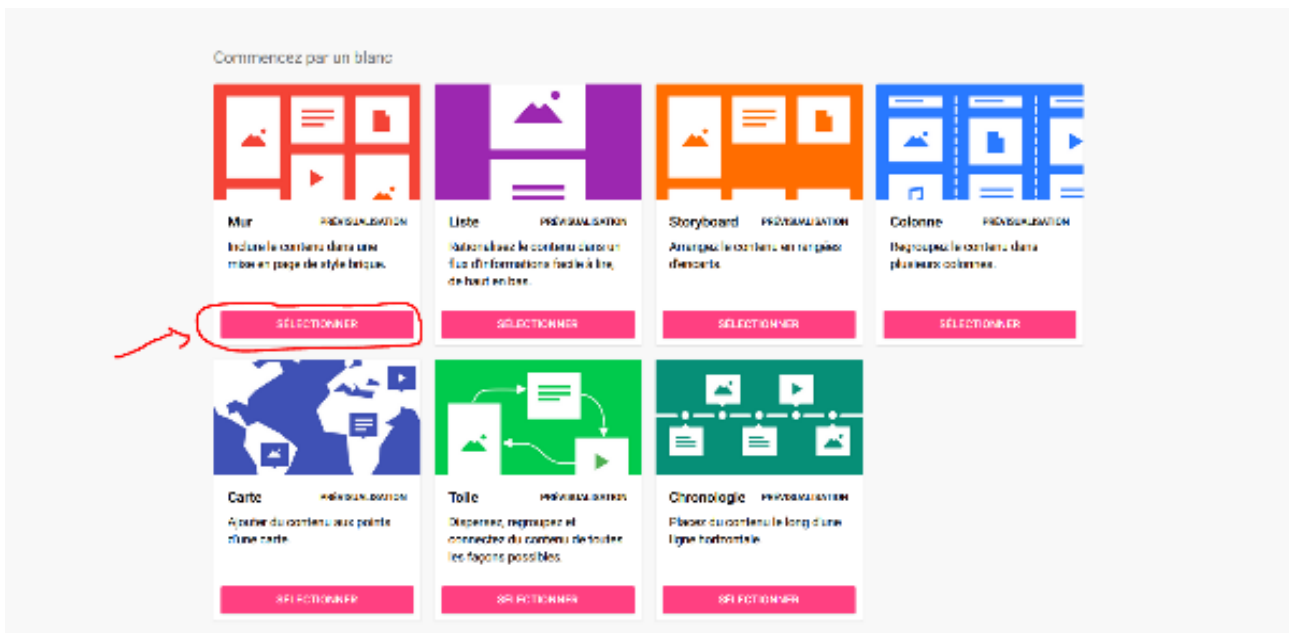 Commencez par un blanc
Mur PRÉVISUALISATION
Inclure le contenu dans une
mise en page de style brique.
SÉLECTIONNER
Liste PRÉVISUALISATION
Rationalisez le contenu dans un
flux d'informations facile à lire,
de haut en bas.
SÉLECTIONNER
Storyboard PRÉVISUALISATION
Arrangez le contenu en rangées
d'encarts.
SÉLECTIONNER
Colonne PRÉVISUALISATION
Regroupez le contenu dans
plusieurs colonnes.
SÉLECTIONNER
Carte PRÉVISUALISATION
Ajouter du contenu aux points
d'une carte
SÉLECTIONNER
Toile PRÉVISUALISATION
Dispersez, regroupez et
connectez du contenu de toutes
les façons possibles.
SÉLECTIONNER
Chronologie PRÉVISUALISATION
Placez du contenu le long d'une
ligne horizontale
SÉLECTIONNER